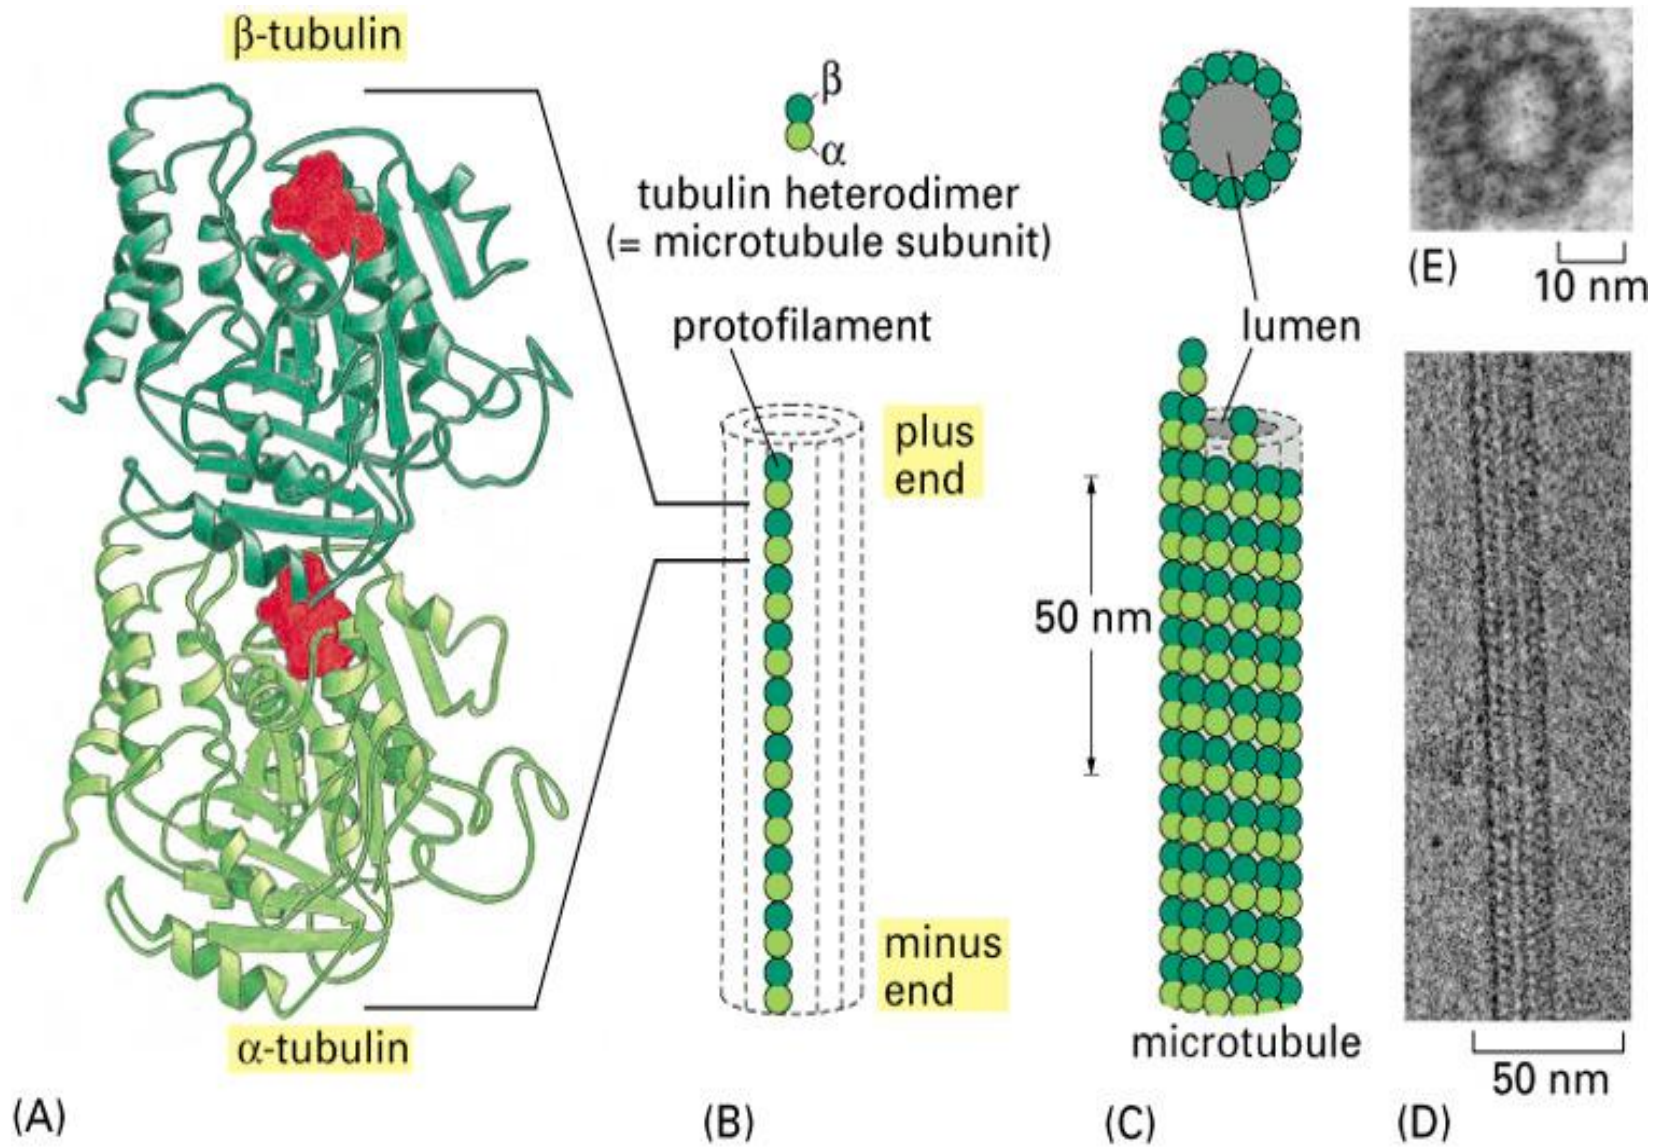 β-tubulin
β
α
tubulin heterodimer
(= microtubule subunit)
protofilament
plus
end
minus
end
α-tubulin
lumen
50 nm
microtubule
10 nm
50 nm
(A)
(B)
(C)
(D)
(E)